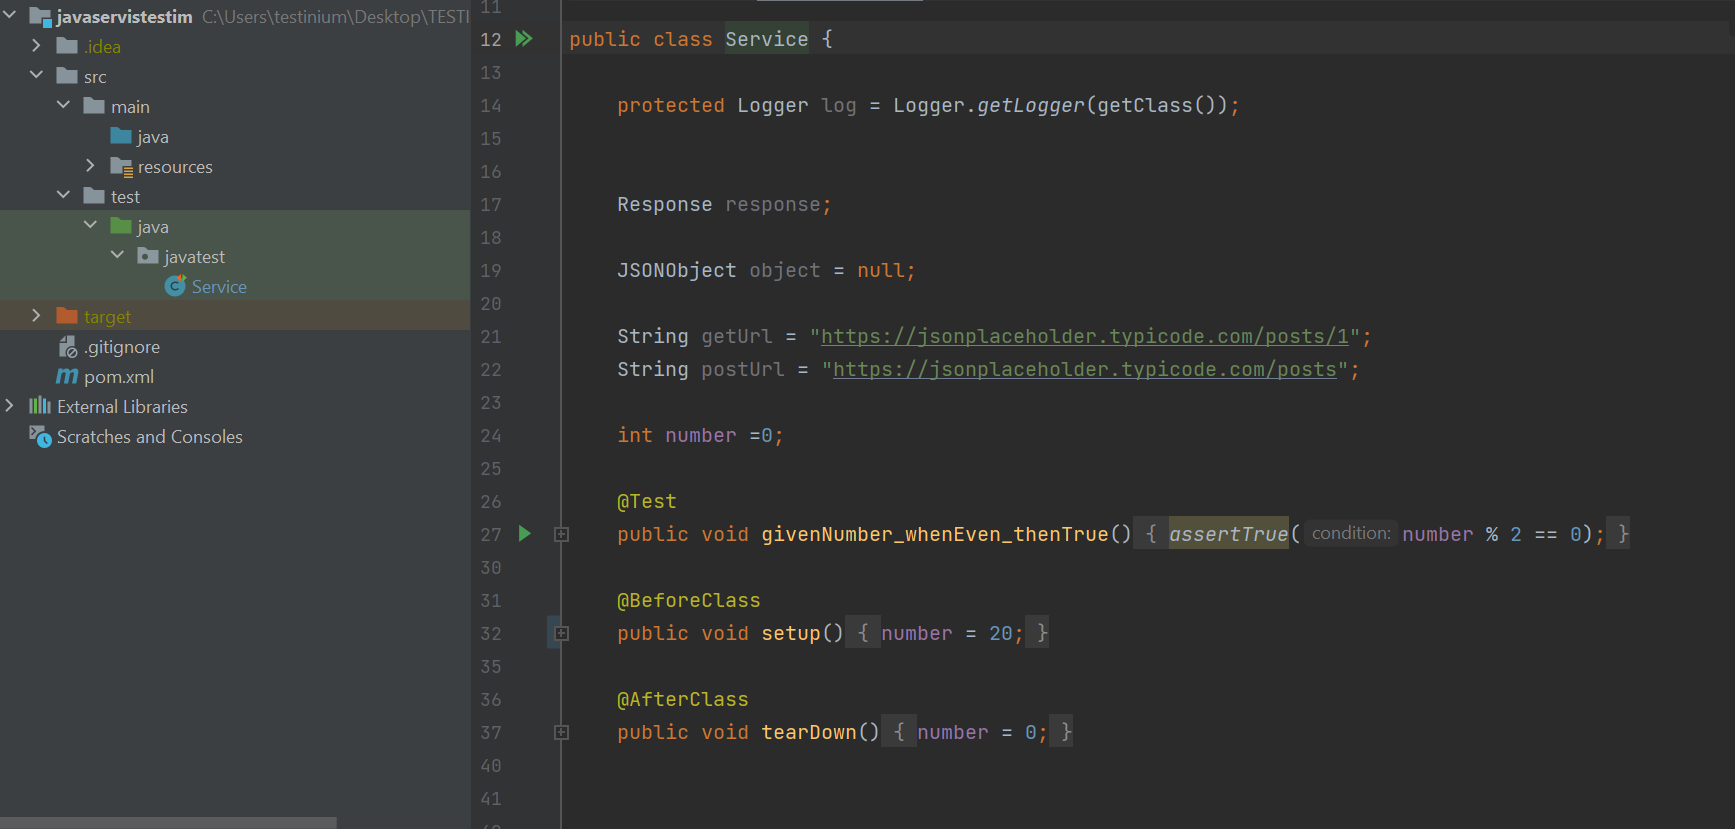 javaservistestim C:\Users\testinium\Desktop\TESTI
.idea
src
main
java
resources
test
java
javatest
Service
target
.gitignore
pom.xml
External Libraries
Scratches and Consoles
11
12 public class Service {
13
14 protected Logger log = Logger.getLogger(getClass());
15
16
17 Response response;
18
19 JSONObject object = null;
20
21 String getUrl = "https://jsonplaceholder.typicode.com/posts/1";
22 String postUrl = "https://jsonplaceholder.typicode.com/posts";
23
24 int number =0;
25
26 @Test
27 public void givenNumber_whenEven_thenTrue() { assertTrue( condition: number % 2 == 0); }
30
31 @BeforeClass
32 public void setup() { number = 20; }
35
36 @AfterClass
37 public void tearDown() { number = 0; }
40
41